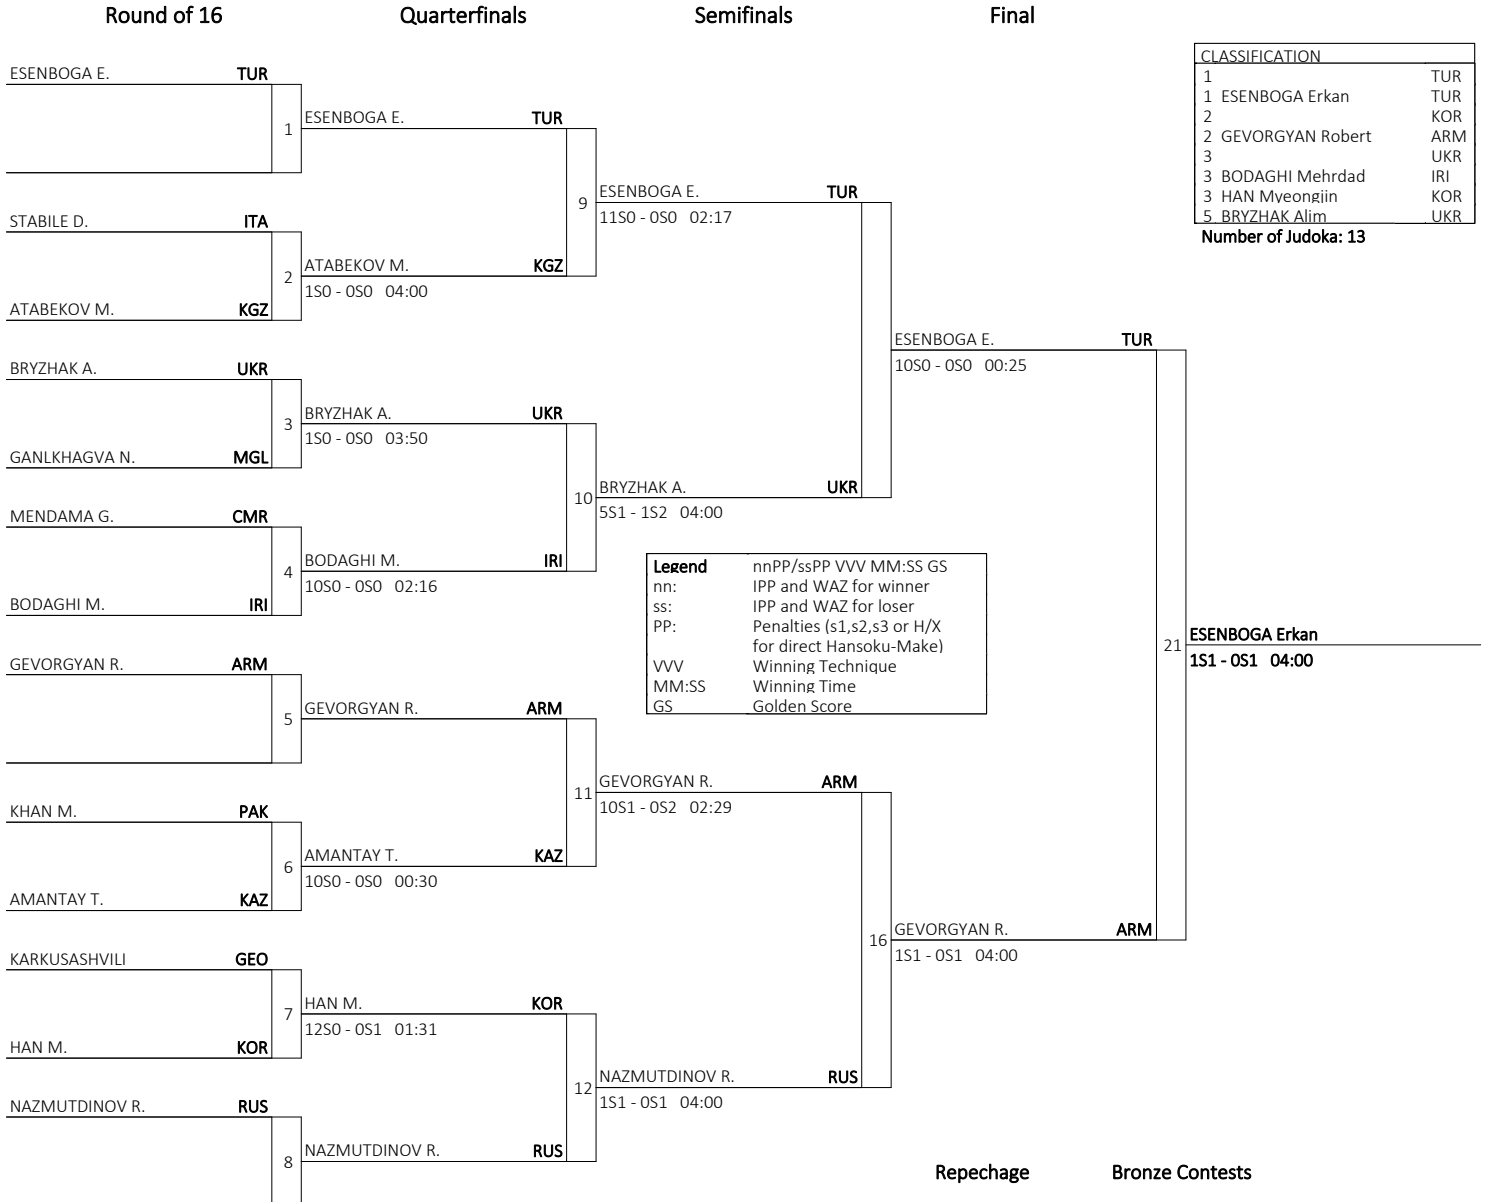 Round of 16
Quarterfinals
Semifinals
Final
CLASSIFICATION
1 TUR
1 ESENBOGA Erkan TUR
2 KOR
2 GEVORGYAN Robert ARM
3 UKR
3 BODAGHI Mehrdad IRI
3 HAN Myeongjin KOR
5 BRYZHAK Alim UKR
Number of Judoka: 13
ESENBOGA E. TUR
1
STABILE D. ITA
2
ATABEKOV M. KGZ
BRYZHAK A. UKR
3
GANLKHAGVA N. MGL
MENDAMA G. CMR
4
BODAGHI M. IRI
GEVORGYAN R. ARM
5
KHAN M. PAK
6
AMANTAY T. KAZ
KARKUSASHVILI GEO
7
HAN M. KOR
NAZMUTDINOV R. RUS
8
ESENBOGA E. TUR
9
ATABEKOV M. KGZ
1S0 - 0S0 04:00
BRYZHAK A. UKR
1S0 - 0S0 03:50
10
BODAGHI M. IRI
10S0 - 0S0 02:16
GEVORGYAN R. ARM
11
AMANTAY T. KAZ
10S0 - 0S0 00:30
HAN M. KOR
12S0 - 0S1 01:31
12
NAZMUTDINOV R. RUS
ESENBOGA E. TUR
11S0 - 0S0 02:17
BRYZHAK A. UKR
5S1 - 1S2 04:00
Legend nnPP/ssPP VVV MM:SS GS
nn: IPP and WAZ for winner
ss: IPP and WAZ for loser
PP: Penalties (s1,s2,s3 or H/X
for direct Hansoku-Make)
VVV Winning Technique
MM:SS Winning Time
GS Golden Score
GEVORGYAN R. ARM
10S1 - 0S2 02:29
16
NAZMUTDINOV R. RUS
1S1 - 0S1 04:00
ESENBOGA E. TUR
10S0 - 0S0 00:25
21
GEVORGYAN R. ARM
1S1 - 0S1 04:00
ESENBOGA Erkan
1S1 - 0S1 04:00
Repechage
Bronze Contests